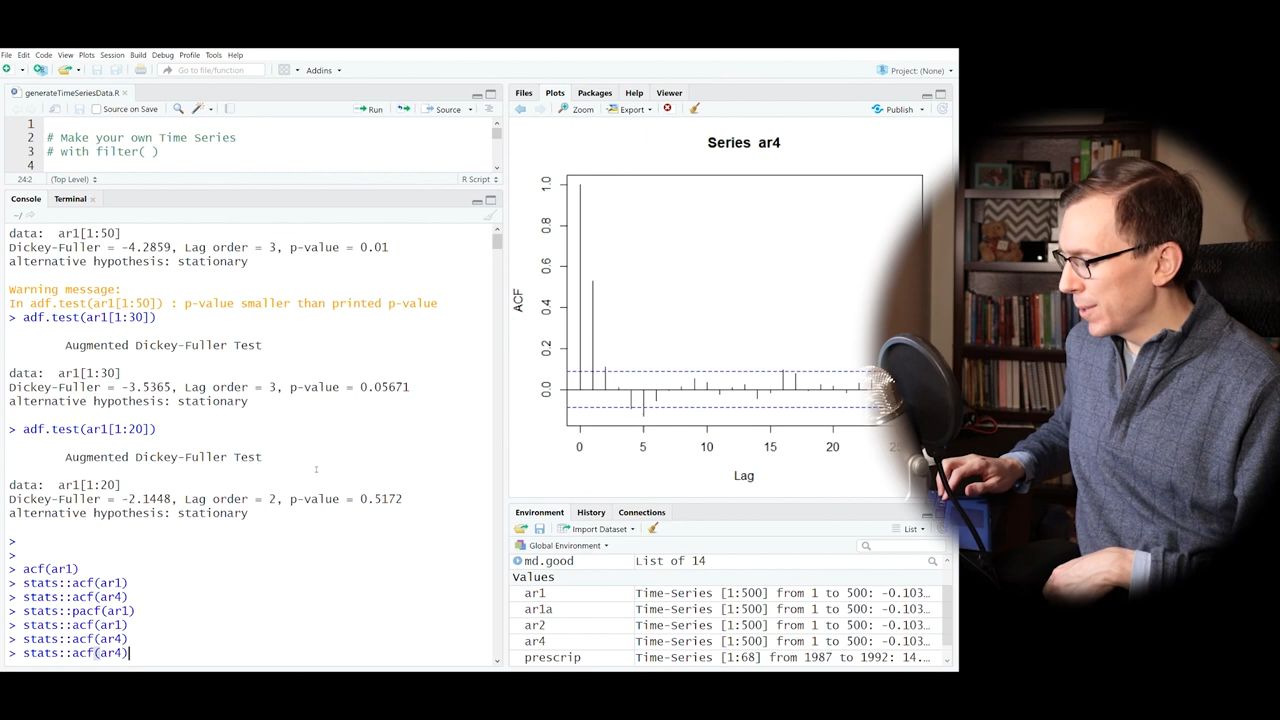 File Edit Code View Plots Session Build Debug Profile Tools Help
Go to file/function
Addins
Project: (None)
generateTimeSeriesData.R
Source on Save
Run
Source
1
2 # Make your own Time Series
3 # with filter( )
4
24:2
(Top Level)
R Script
Console Terminal
~/
data: ar1[1:50]
Dickey-Fuller = -4.2859, Lag order = 3, p-value = 0.01
alternative hypothesis: stationary
Warning message:
In adf.test(ar1[1:50]) : p-value smaller than printed p-value
> adf.test(ar1[1:30])
Augmented Dickey-Fuller Test
data: ar1[1:30]
Dickey-Fuller = -3.5365, Lag order = 3, p-value = 0.05671
alternative hypothesis: stationary
> adf.test(ar1[1:20])
Augmented Dickey-Fuller Test
data: ar1[1:20]
Dickey-Fuller = -2.1448, Lag order = 2, p-value = 0.5172
alternative hypothesis: stationary
>
>
> acf(ar1)
> stats::acf(ar1)
> stats::acf(ar4)
> stats::pacf(ar1)
> stats::acf(ar1)
> stats::acf(ar4)
> stats::acf(ar4)
Files Plots Packages Help Viewer
Zoom Export Publish
Series ar4
ACF
1.0
0.8
0.6
0.4
0.2
0.0
0 5 10 15 20
Lag
Environment History Connections
Import Dataset List
Global Environment
md.good List of 14
Values
ar1 Time-Series [1:500] from 1 to 500: -0.103…
ar1a Time-Series [1:500] from 1 to 500: -0.103…
ar2 Time-Series [1:500] from 1 to 500: -0.103…
ar4 Time-Series [1:500] from 1 to 500: -0.103…
prescrip Time-Series [1:68] from 1987 to 1992: 14.…